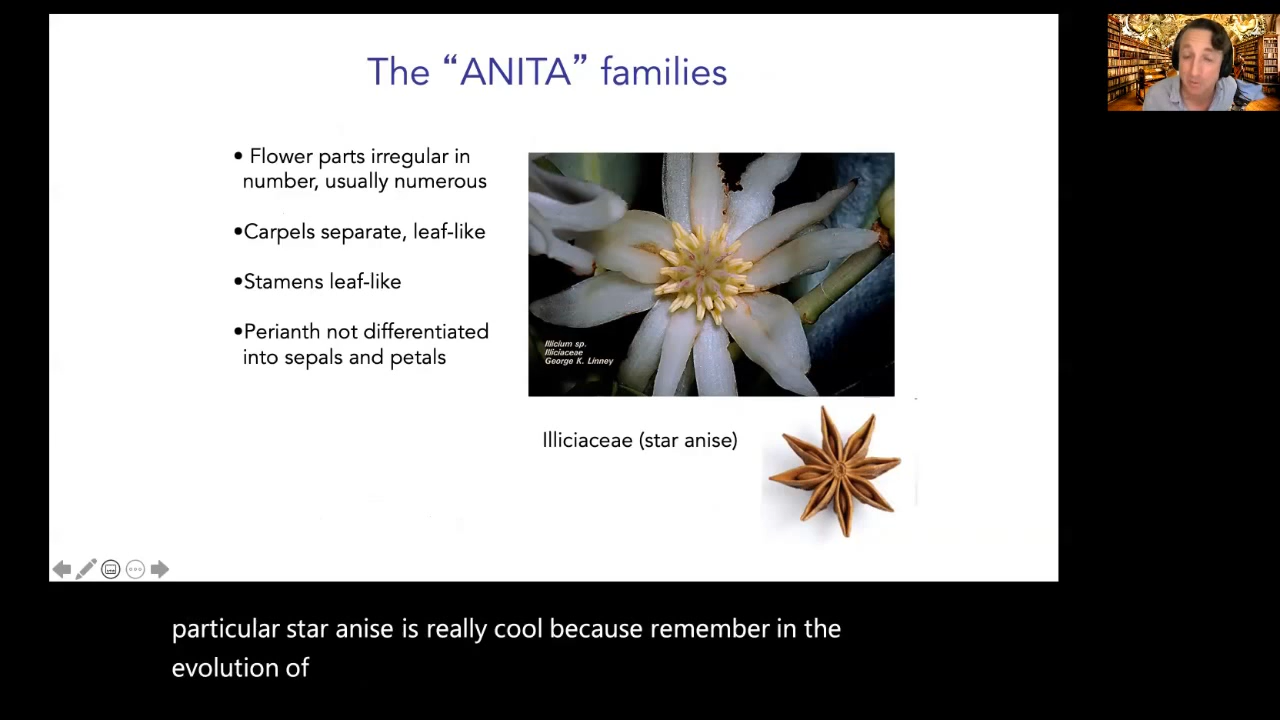 The “ANITA” families
• Flower parts irregular in
number, usually numerous
•Carpels separate, leaf-like
•Stamens leaf-like
•Perianth not differentiated
into sepals and petals
Illicium sp.
Illiciaceae
George K. Linney
Illiciaceae (star anise)
particular star anise is really cool because remember in the
evolution of